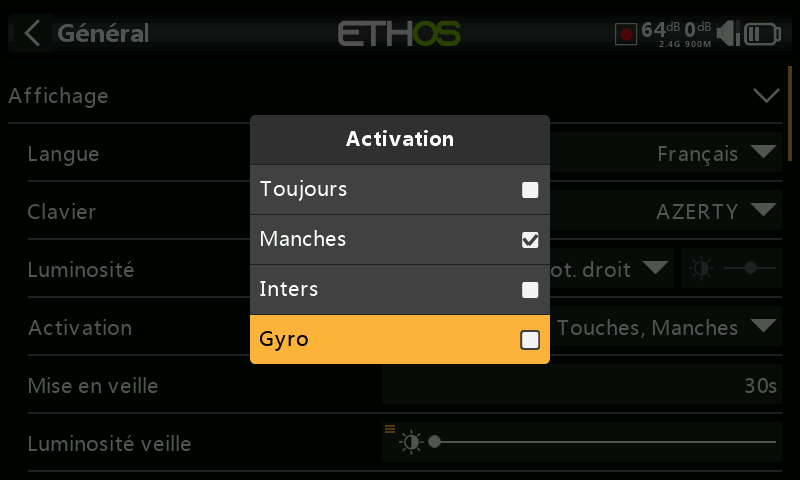 Général
ETHOS
64dB 0dB
2.4G 900M
Affichage
Activation
Langue
Toujours
Français
Clavier
Manches
AZERTY
Luminosité
Inters
ot. droit
Activation
Gyro
Touches, Manches
Mise en veille
30s
Luminosité veille